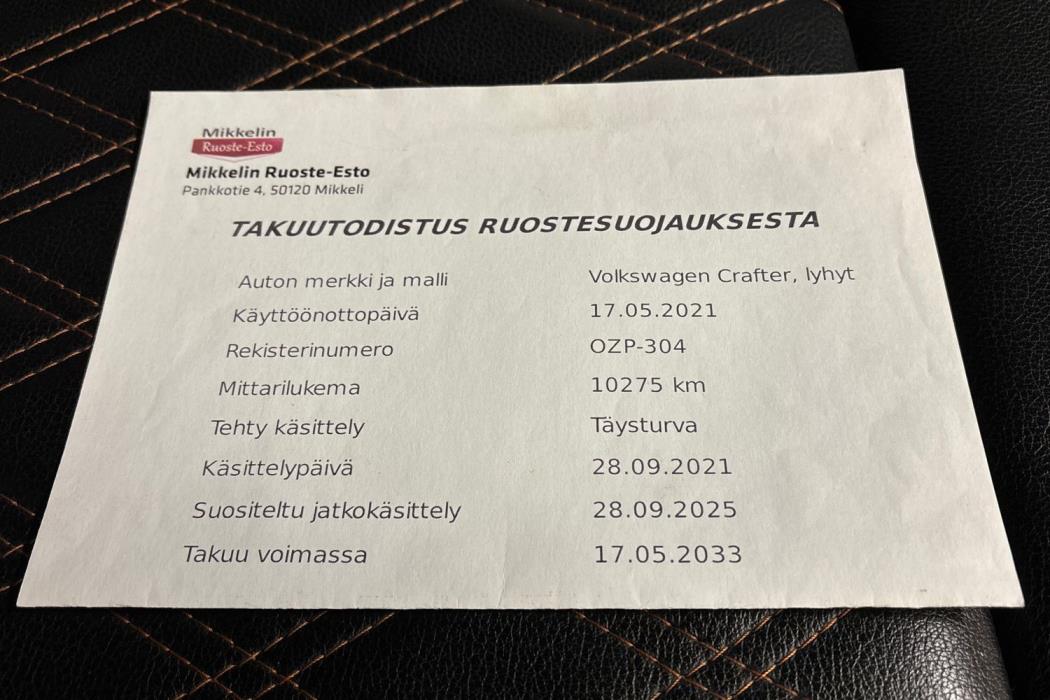 Mikkelin
Ruoste-Esto
Mikkelin Ruoste-Esto
Pankkotie 4, 50120 Mikkeli
TAKUUTODISTUS RUOSTESUOJAUKSESTA
Auton merkki ja malli Volkswagen Crafter, lyhyt
Käyttöönottopäivä 17.05.2021
Rekisterinumero OZP-304
Mittarilukema 10275 km
Tehty käsittely Täysturva
Käsittelypäivä 28.09.2021
Suositeltu jatkokäsittely 28.09.2025
Takuu voimassa 17.05.2033